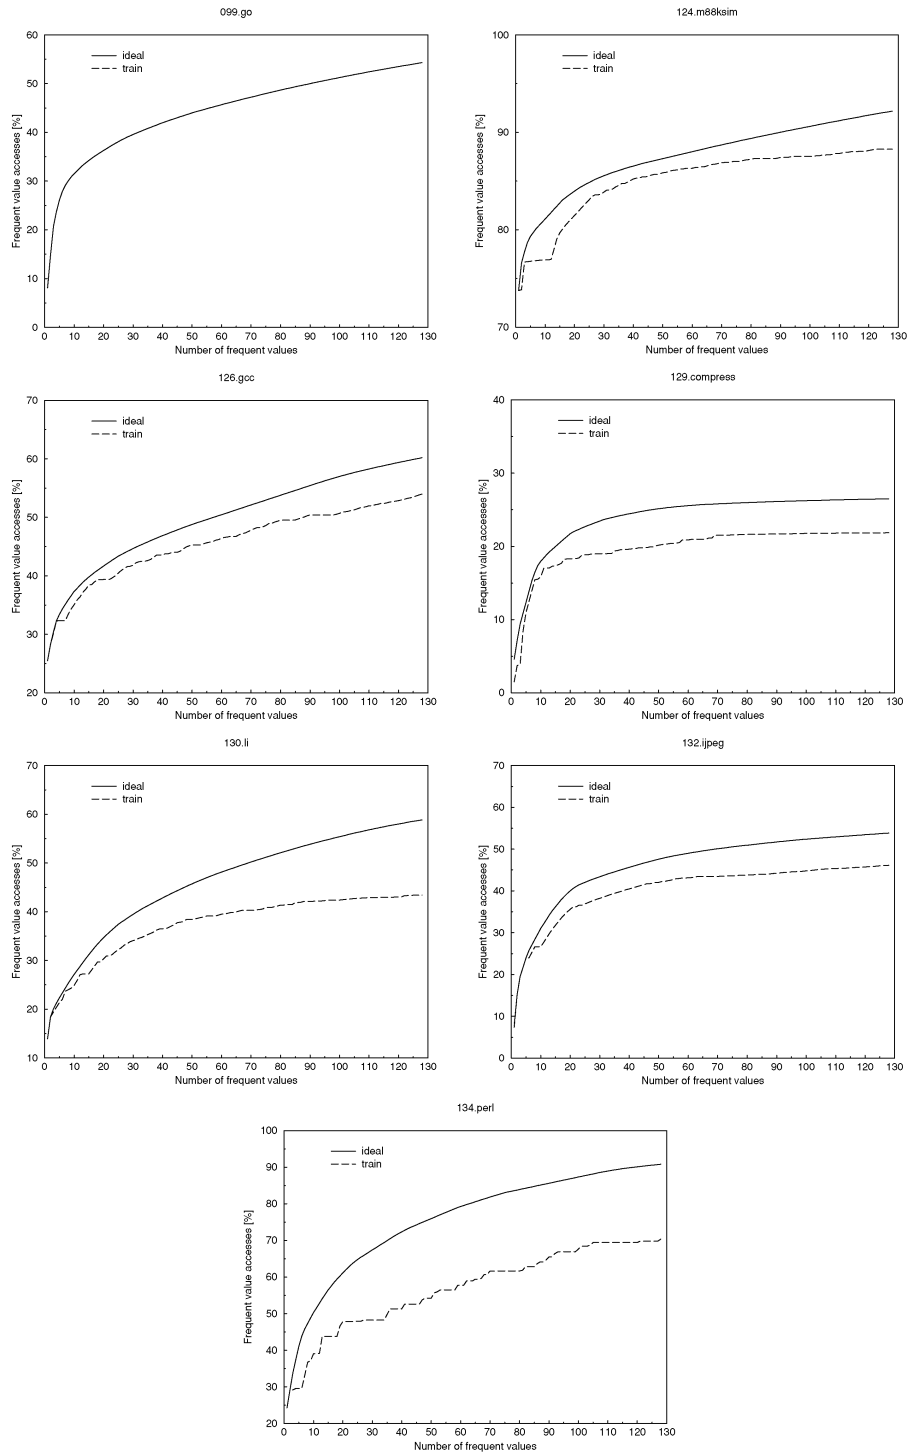 099.go
60
50
40
30
20
10
0
Frequent value accesses [%]
ideal
train
0 10 20 30 40 50 60 70 80 90 100 110 120 130
Number of frequent values
124.m88ksim
100
90
80
70
Frequent value accesses [%]
ideal
train
0 10 20 30 40 50 60 70 80 90 100 110 120 130
Number of frequent values
126.gcc
70
60
50
40
30
20
Frequent value accesses [%]
ideal
train
0 10 20 30 40 50 60 70 80 90 100 110 120 130
Number of frequent values
129.compress
40
30
20
10
0
Frequent value accesses [%]
ideal
train
0 10 20 30 40 50 60 70 80 90 100 110 120 130
Number of frequent values
130.li
70
60
50
40
30
20
10
Frequent value accesses [%]
ideal
train
0 10 20 30 40 50 60 70 80 90 100 110 120 130
Number of frequent values
132.ijpeg
70
60
50
40
30
20
10
0
Frequent value accesses [%]
ideal
train
0 10 20 30 40 50 60 70 80 90 100 110 120 130
Number of frequent values
134.perl
100
90
80
70
60
50
40
30
20
Frequent value accesses [%]
ideal
train
0 10 20 30 40 50 60 70 80 90 100 110 120 130
Number of frequent values